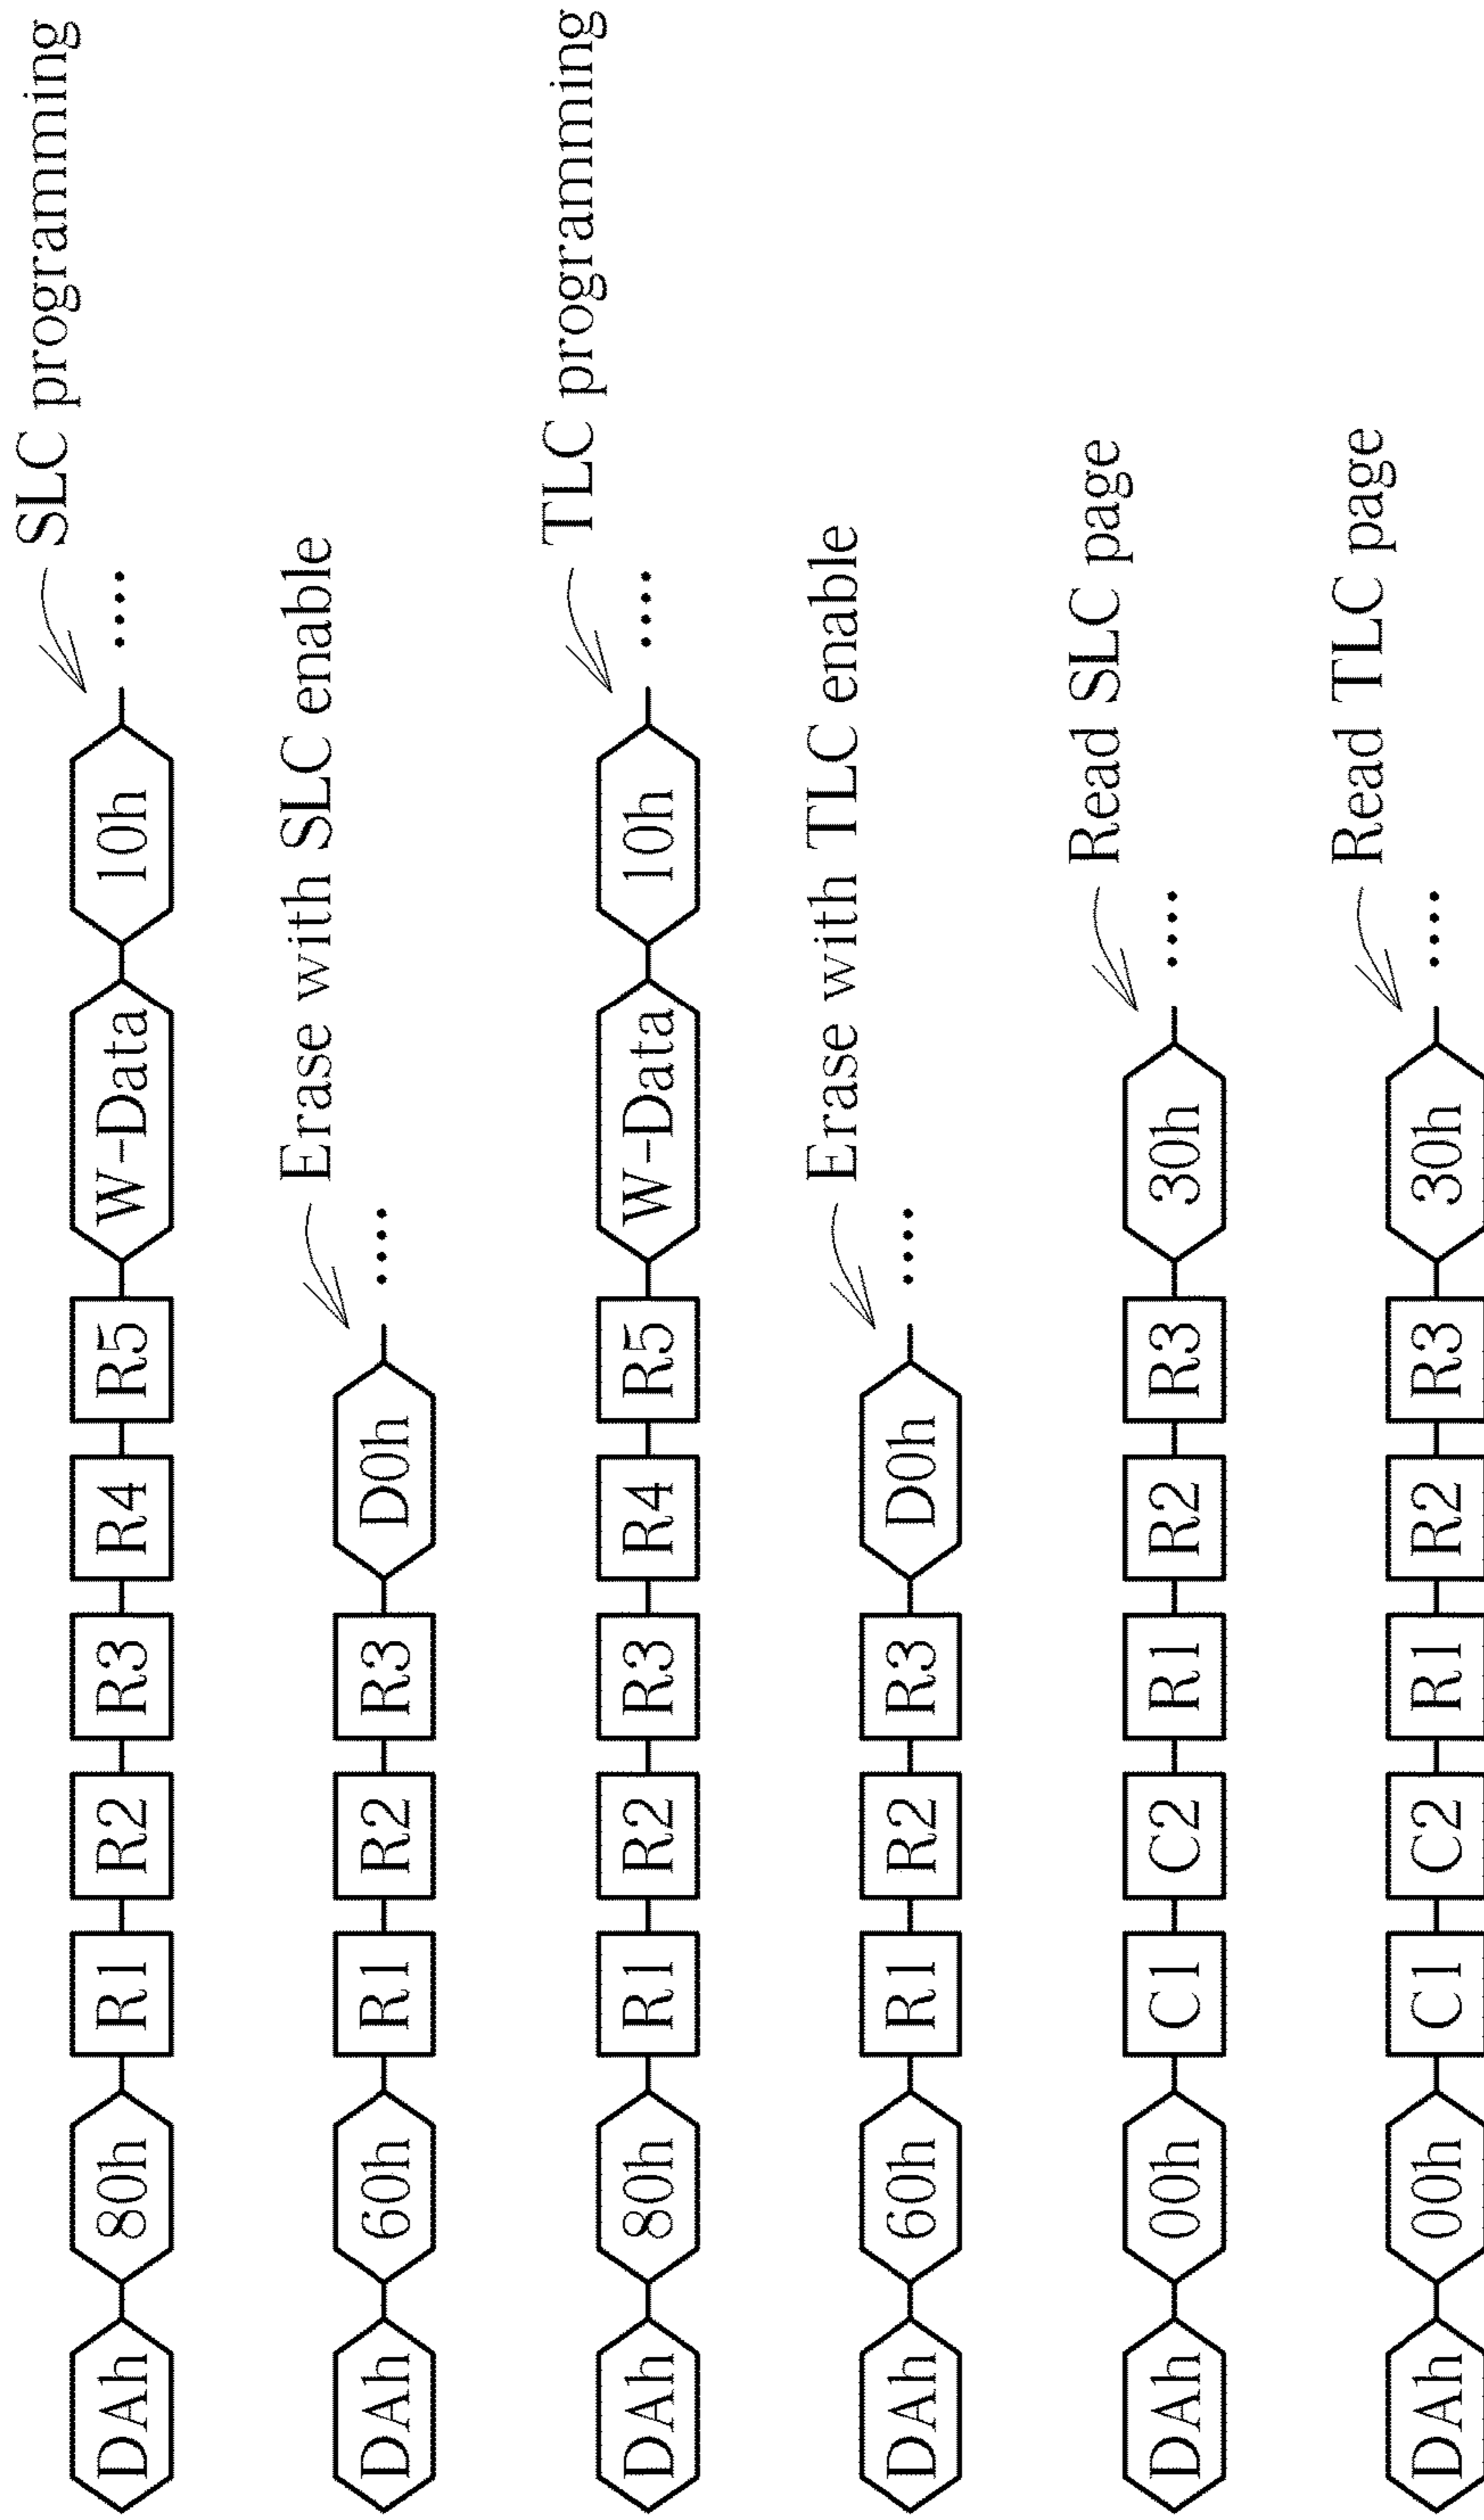 DAh 80h R1 R2 R3 R4 R5 W-Data 10h .... SLC programming
DAh 60h R1 R2 R3 D0h .... Erase with SLC enable
DAh 80h R1 R2 R3 R4 R5 W-Data 10h .... TLC programming
DAh 60h R1 R2 R3 D0h .... Erase with TLC enable
DAh 00h C1 C2 R1 R2 R3 30h .... Read SLC page
DAh 00h C1 C2 R1 R2 R3 30h .... Read TLC page